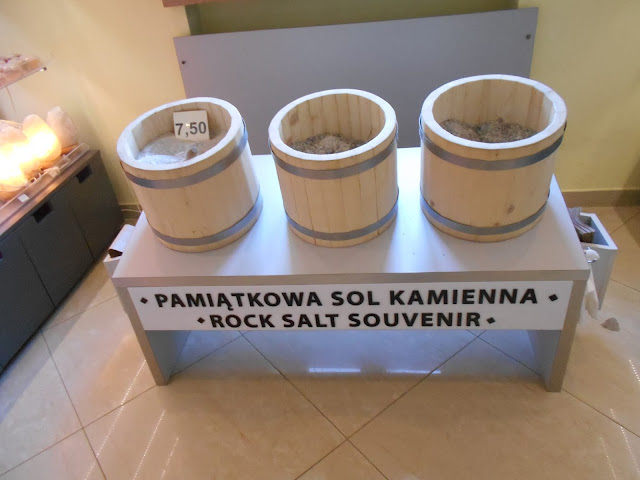 7,50
• PAMIĄTKOWA SOL KAMIENNA •
• ROCK SALT SOUVENIR •